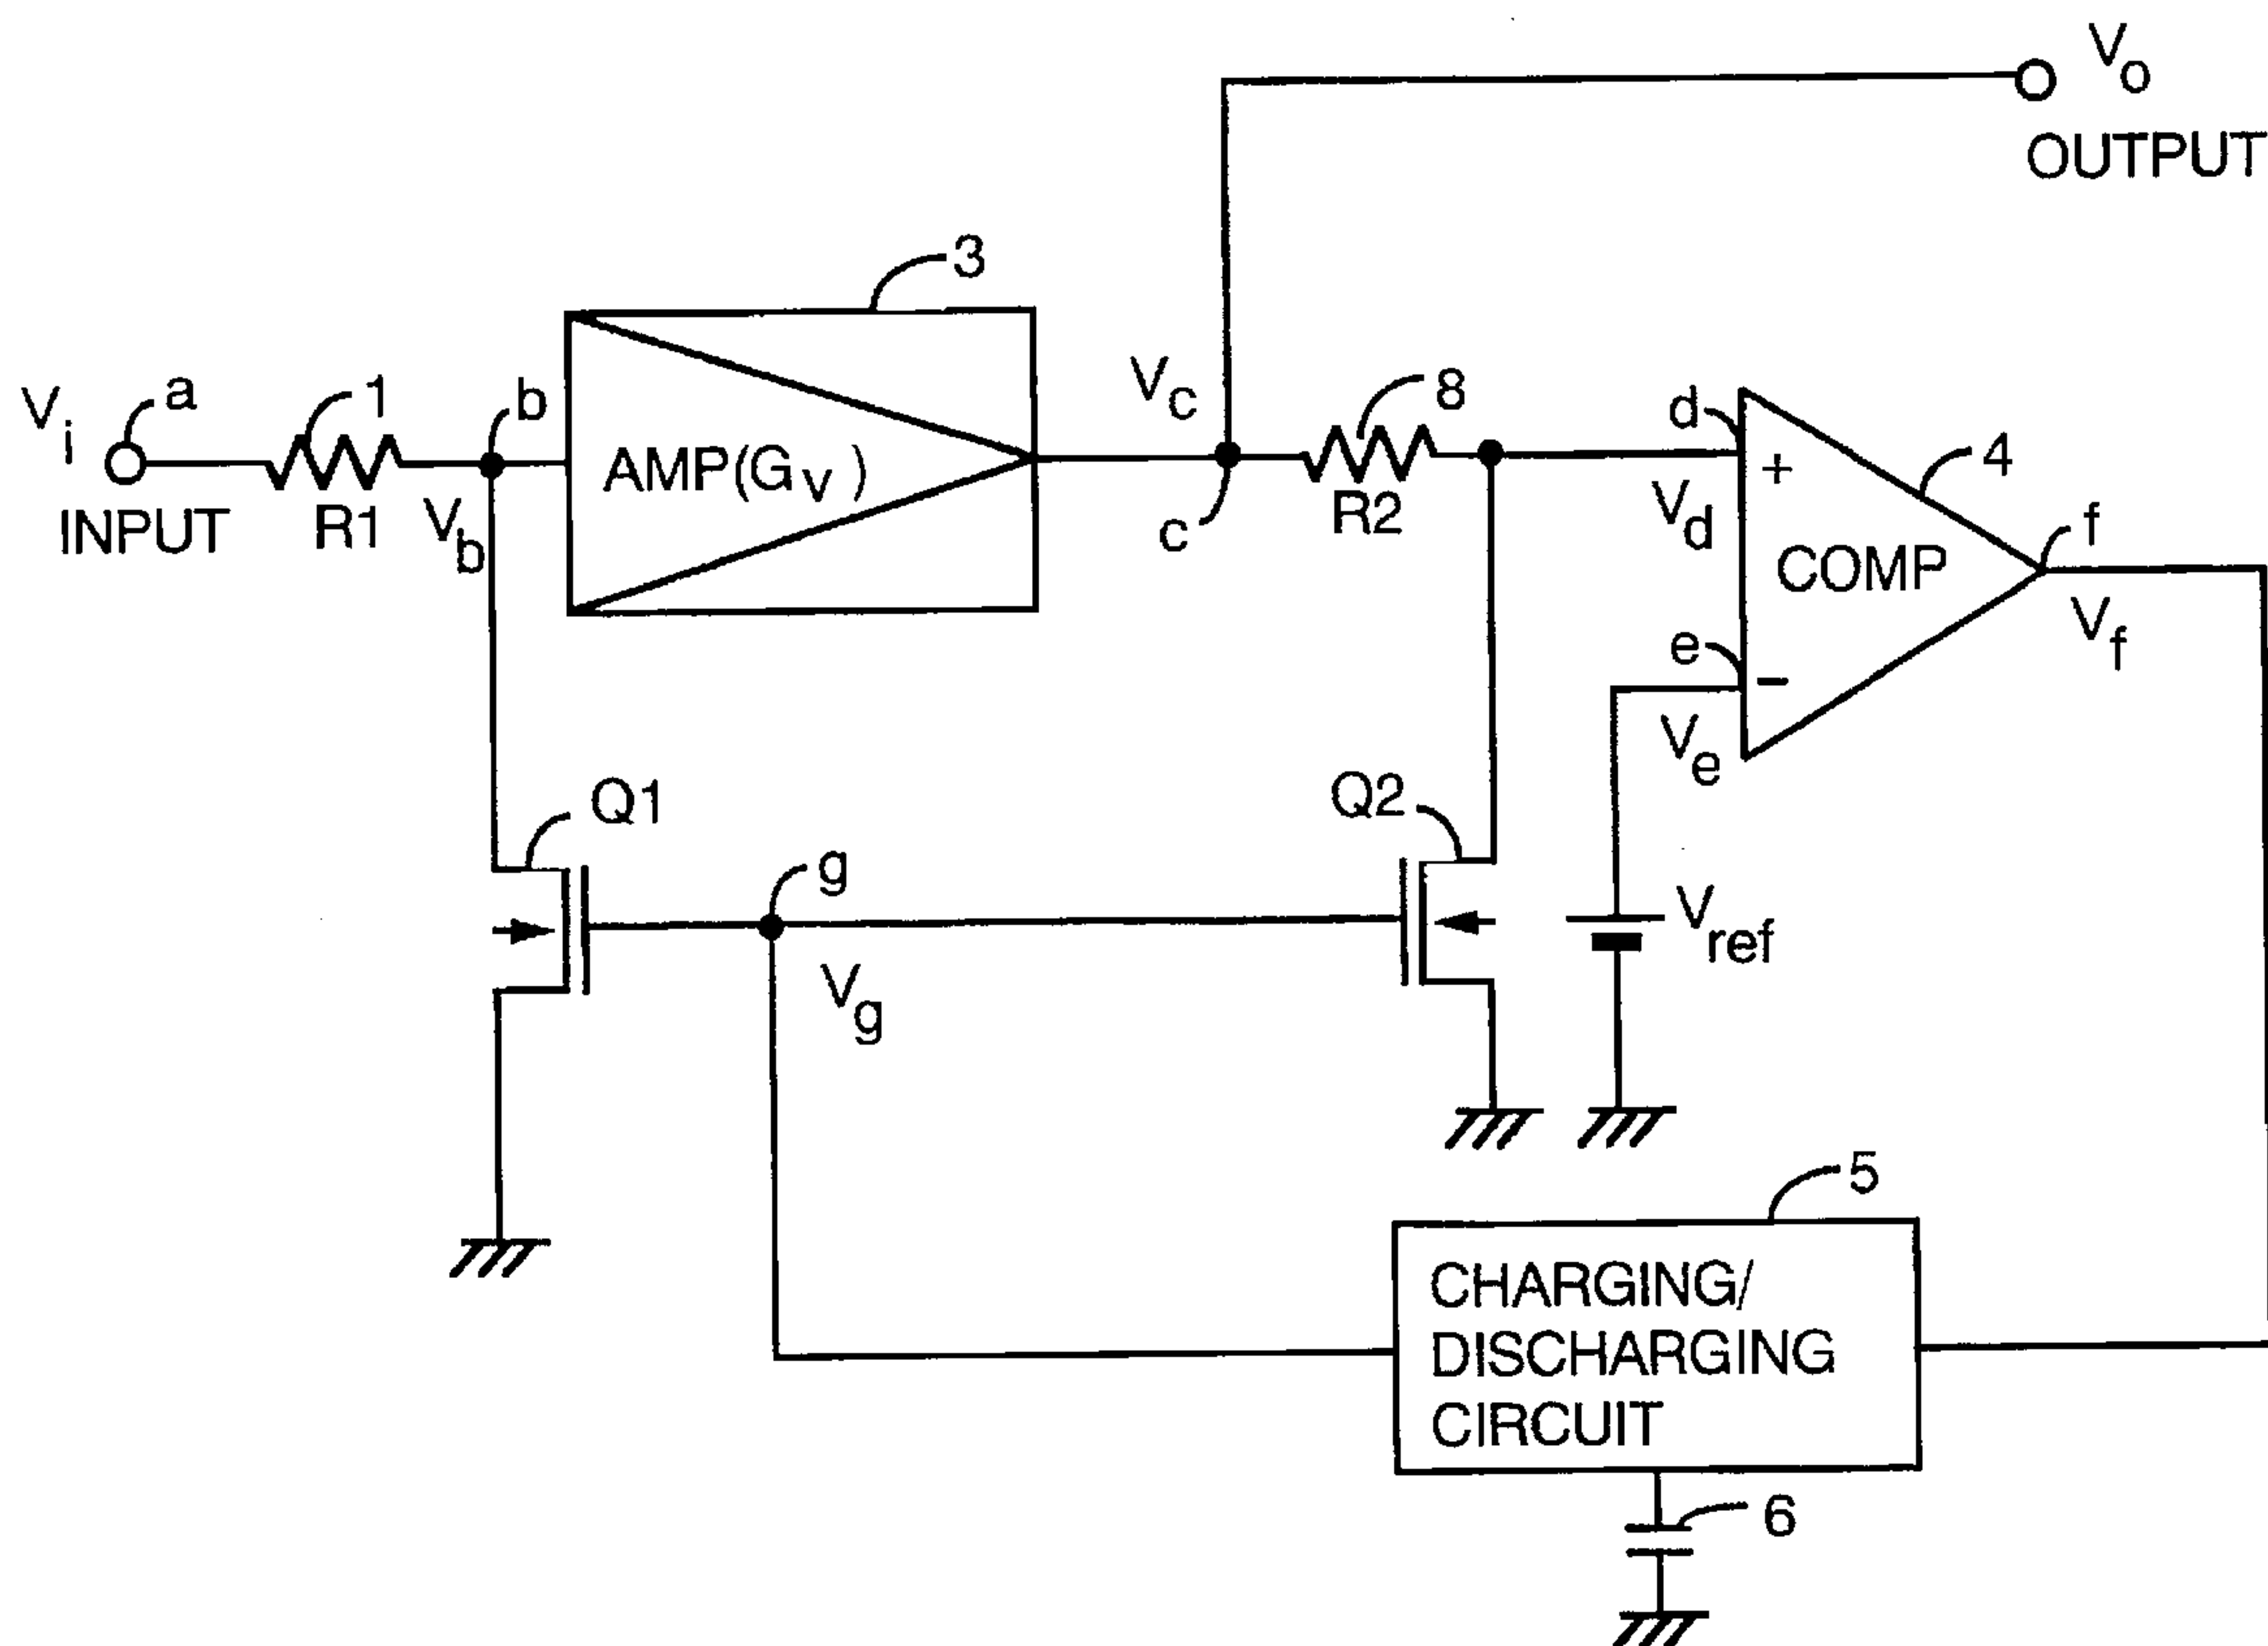 Vo
OUTPUT
3
Vi
a
1
b
Vc
8
d
4
AMP(Gv)
+
INPUT
R1
Vb
c
R2
Vd
f
COMP
Vf
e
-
Ve
Q1
Q2
g
Vref
Vg
5
CHARGING/
DISCHARGING
CIRCUIT
6